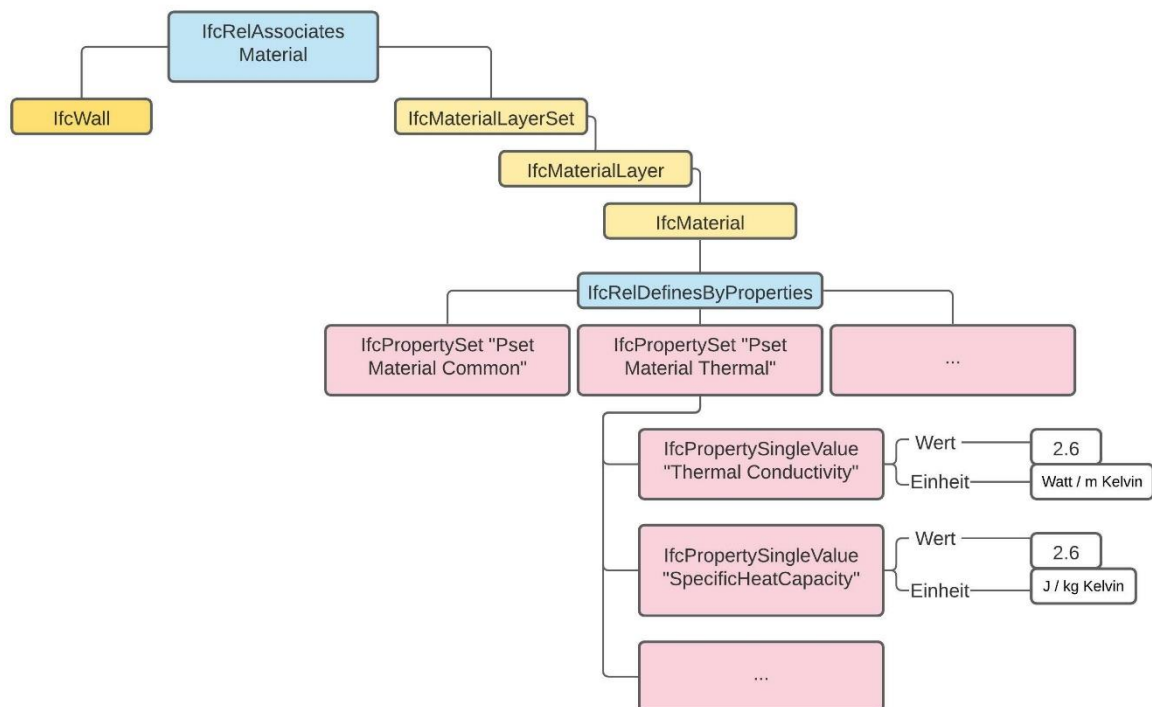 IfcRelAssociates
Material
IfcWall
IfcMaterialLayerSet
IfcMaterialLayer
IfcMaterial
IfcRelDefinesByProperties
IfcPropertySet "Pset
Material Common"
IfcPropertySet "Pset
Material Thermal"
...
IfcPropertySingleValue
"Thermal Conductivity"
Wert
2.6
Einheit
Watt / m Kelvin
IfcPropertySingleValue
"SpecificHeatCapacity"
Wert
2.6
Einheit
J / kg Kelvin
...